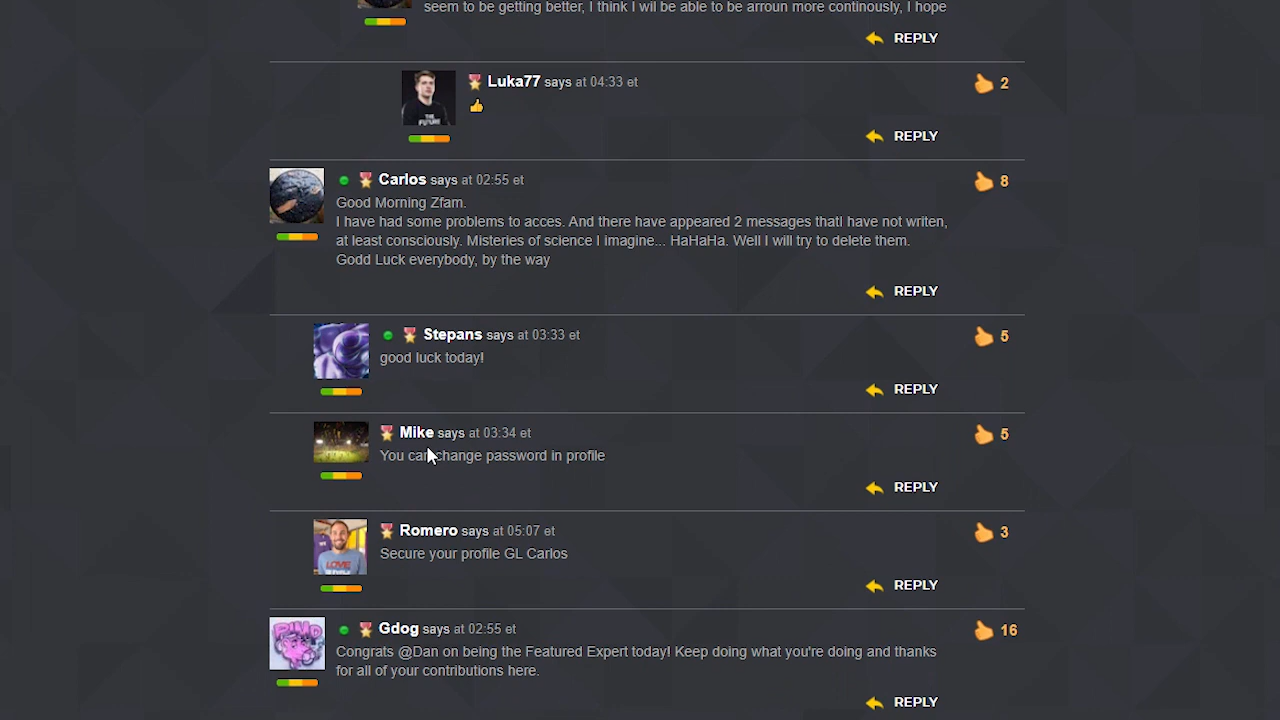 seem to be getting better, I think I wil be able to be arroun more continously, I hope
REPLY
Luka77 says at 04:33 et
2
THE
FUTURE
REPLY
Carlos says at 02:55 et
8
Good Morning Zfam.
I have had some problems to acces. And there have appeared 2 messages thatI have not writen,
at least consciously. Misteries of science I imagine... HaHaHa. Well I will try to delete them.
Godd Luck everybody, by the way
REPLY
Stepans says at 03:33 et
5
good luck today!
REPLY
Mike says at 03:34 et
5
You can change password in profile
REPLY
Romero says at 05:07 et
3
Secure your profile GL Carlos
LOVE
REPLY
Gdog says at 02:55 et
16
Congrats @Dan on being the Featured Expert today! Keep doing what you're doing and thanks
for all of your contributions here.
REPLY